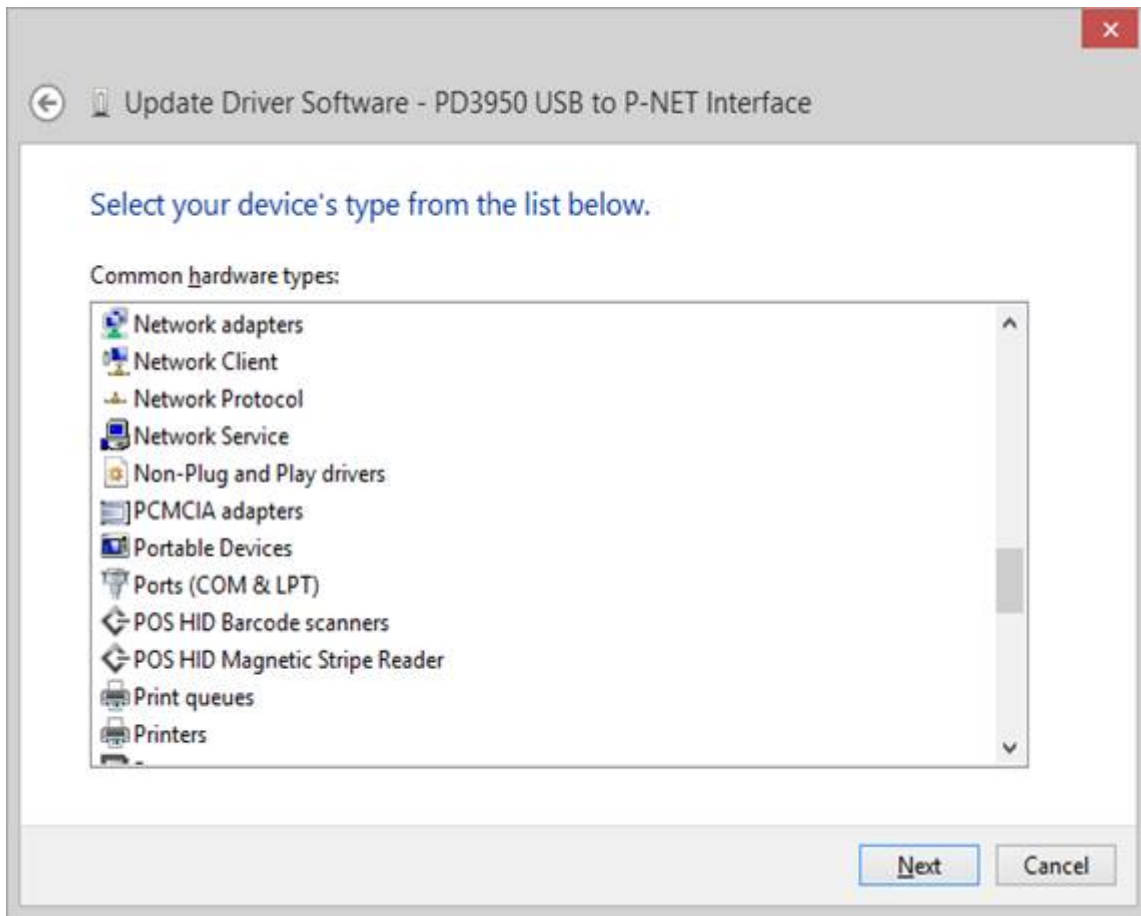 Update Driver Software - PD3950 USB to P-NET Interface
Select your device's type from the list below.
Common hardware types:
Network adapters
Network Client
Network Protocol
Network Service
Non-Plug and Play drivers
PCMCIA adapters
Portable Devices
Ports (COM & LPT)
POS HID Barcode scanners
POS HID Magnetic Stripe Reader
Print queues
Printers
Next Cancel